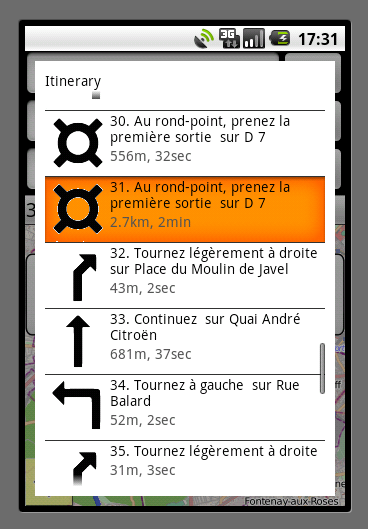 3G
17:31
Itinerary
30. Au rond-point, prenez la
première sortie  sur D 7
556m, 32sec
31. Au rond-point, prenez la
première sortie  sur D 7
2.7km, 2min
32. Tournez légèrement à droite
sur Place du Moulin de Javel
43m, 2sec
33. Continuez  sur Quai André
Citroën
681m, 37sec
34. Tournez à gauche  sur Rue
Balard
52m, 2sec
35. Tournez légèrement à droite
31m, 3sec
Fontenay-aux-Roses